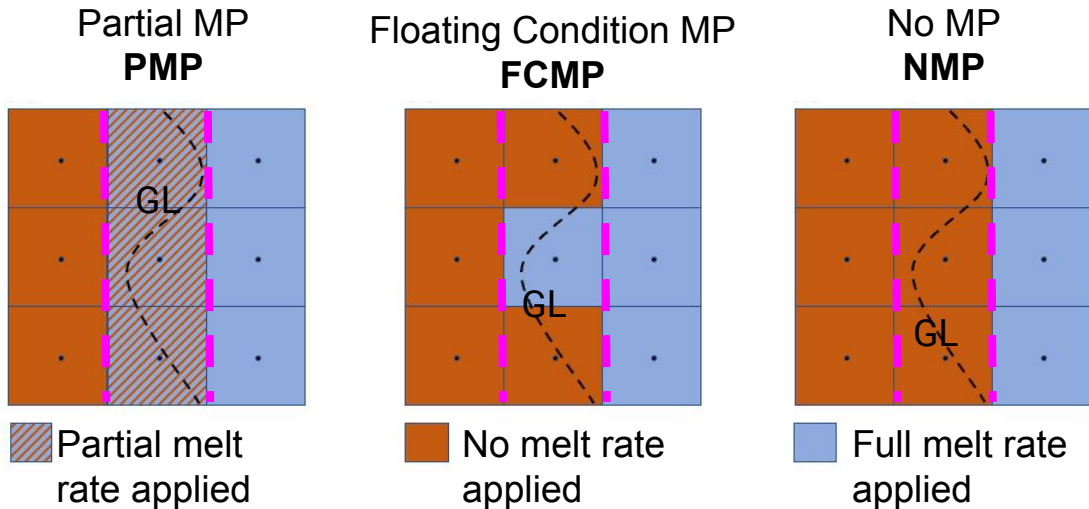 Partial MP
PMP
Floating Condition MP
FCMP
No MP
NMP
GL
GL
GL
Partial melt
rate applied
No melt rate
applied
Full melt rate
applied